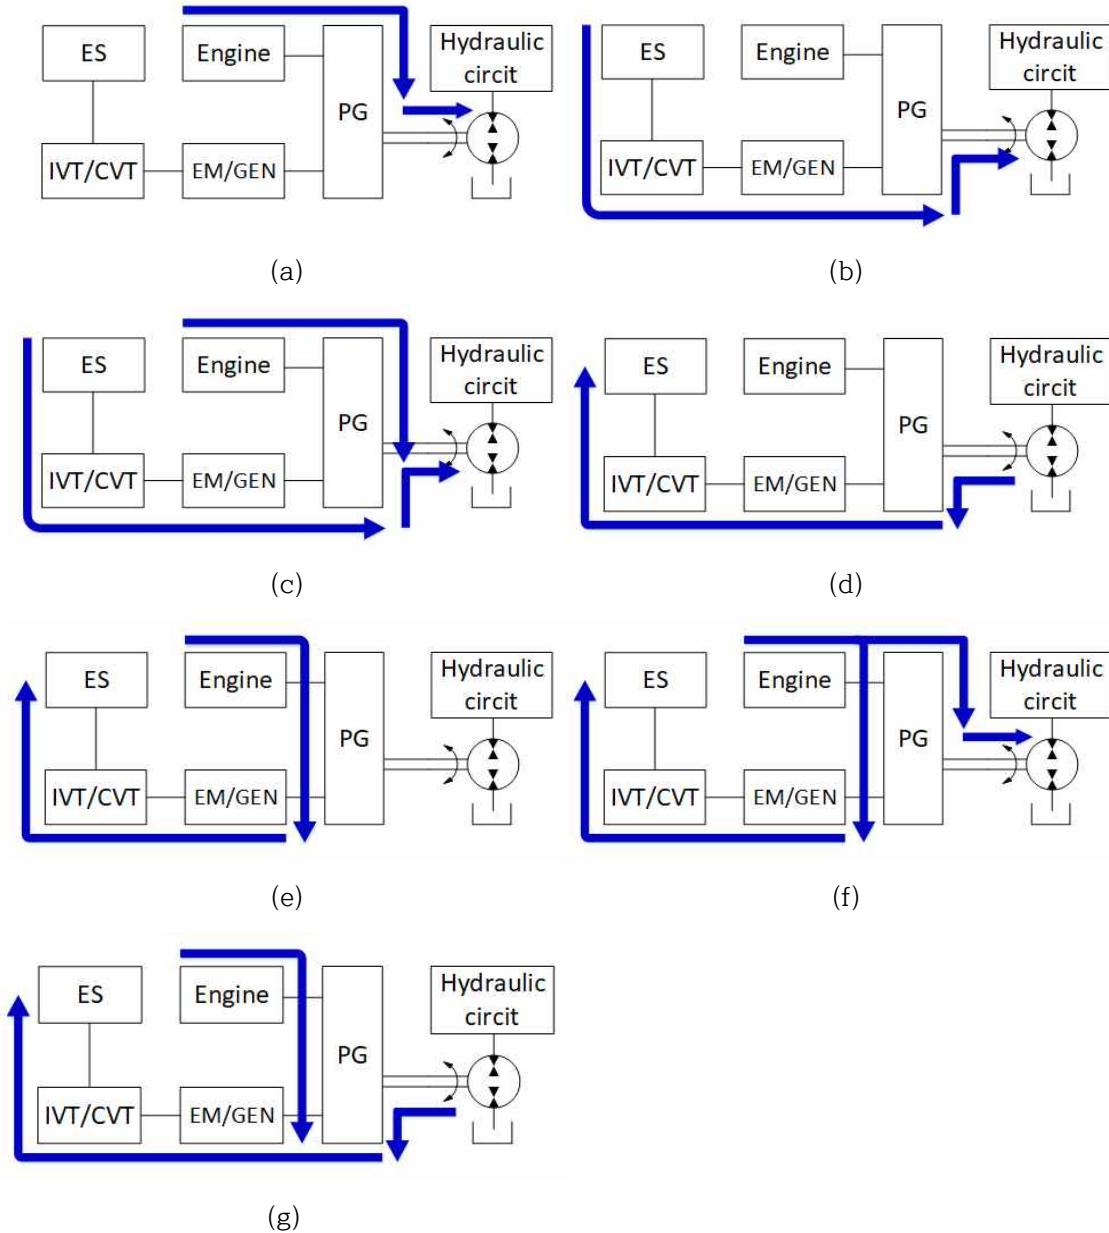 ES Engine PG Hydraulic circit IVT/CVT EM/GEN
(a)
ES Engine PG Hydraulic circit IVT/CVT EM/GEN
(b)
ES Engine PG Hydraulic circit IVT/CVT EM/GEN
(c)
ES Engine PG Hydraulic circit IVT/CVT EM/GEN
(d)
ES Engine PG Hydraulic circit IVT/CVT EM/GEN
(e)
ES Engine PG Hydraulic circit IVT/CVT EM/GEN
(f)
ES Engine PG Hydraulic circit IVT/CVT EM/GEN
(g)